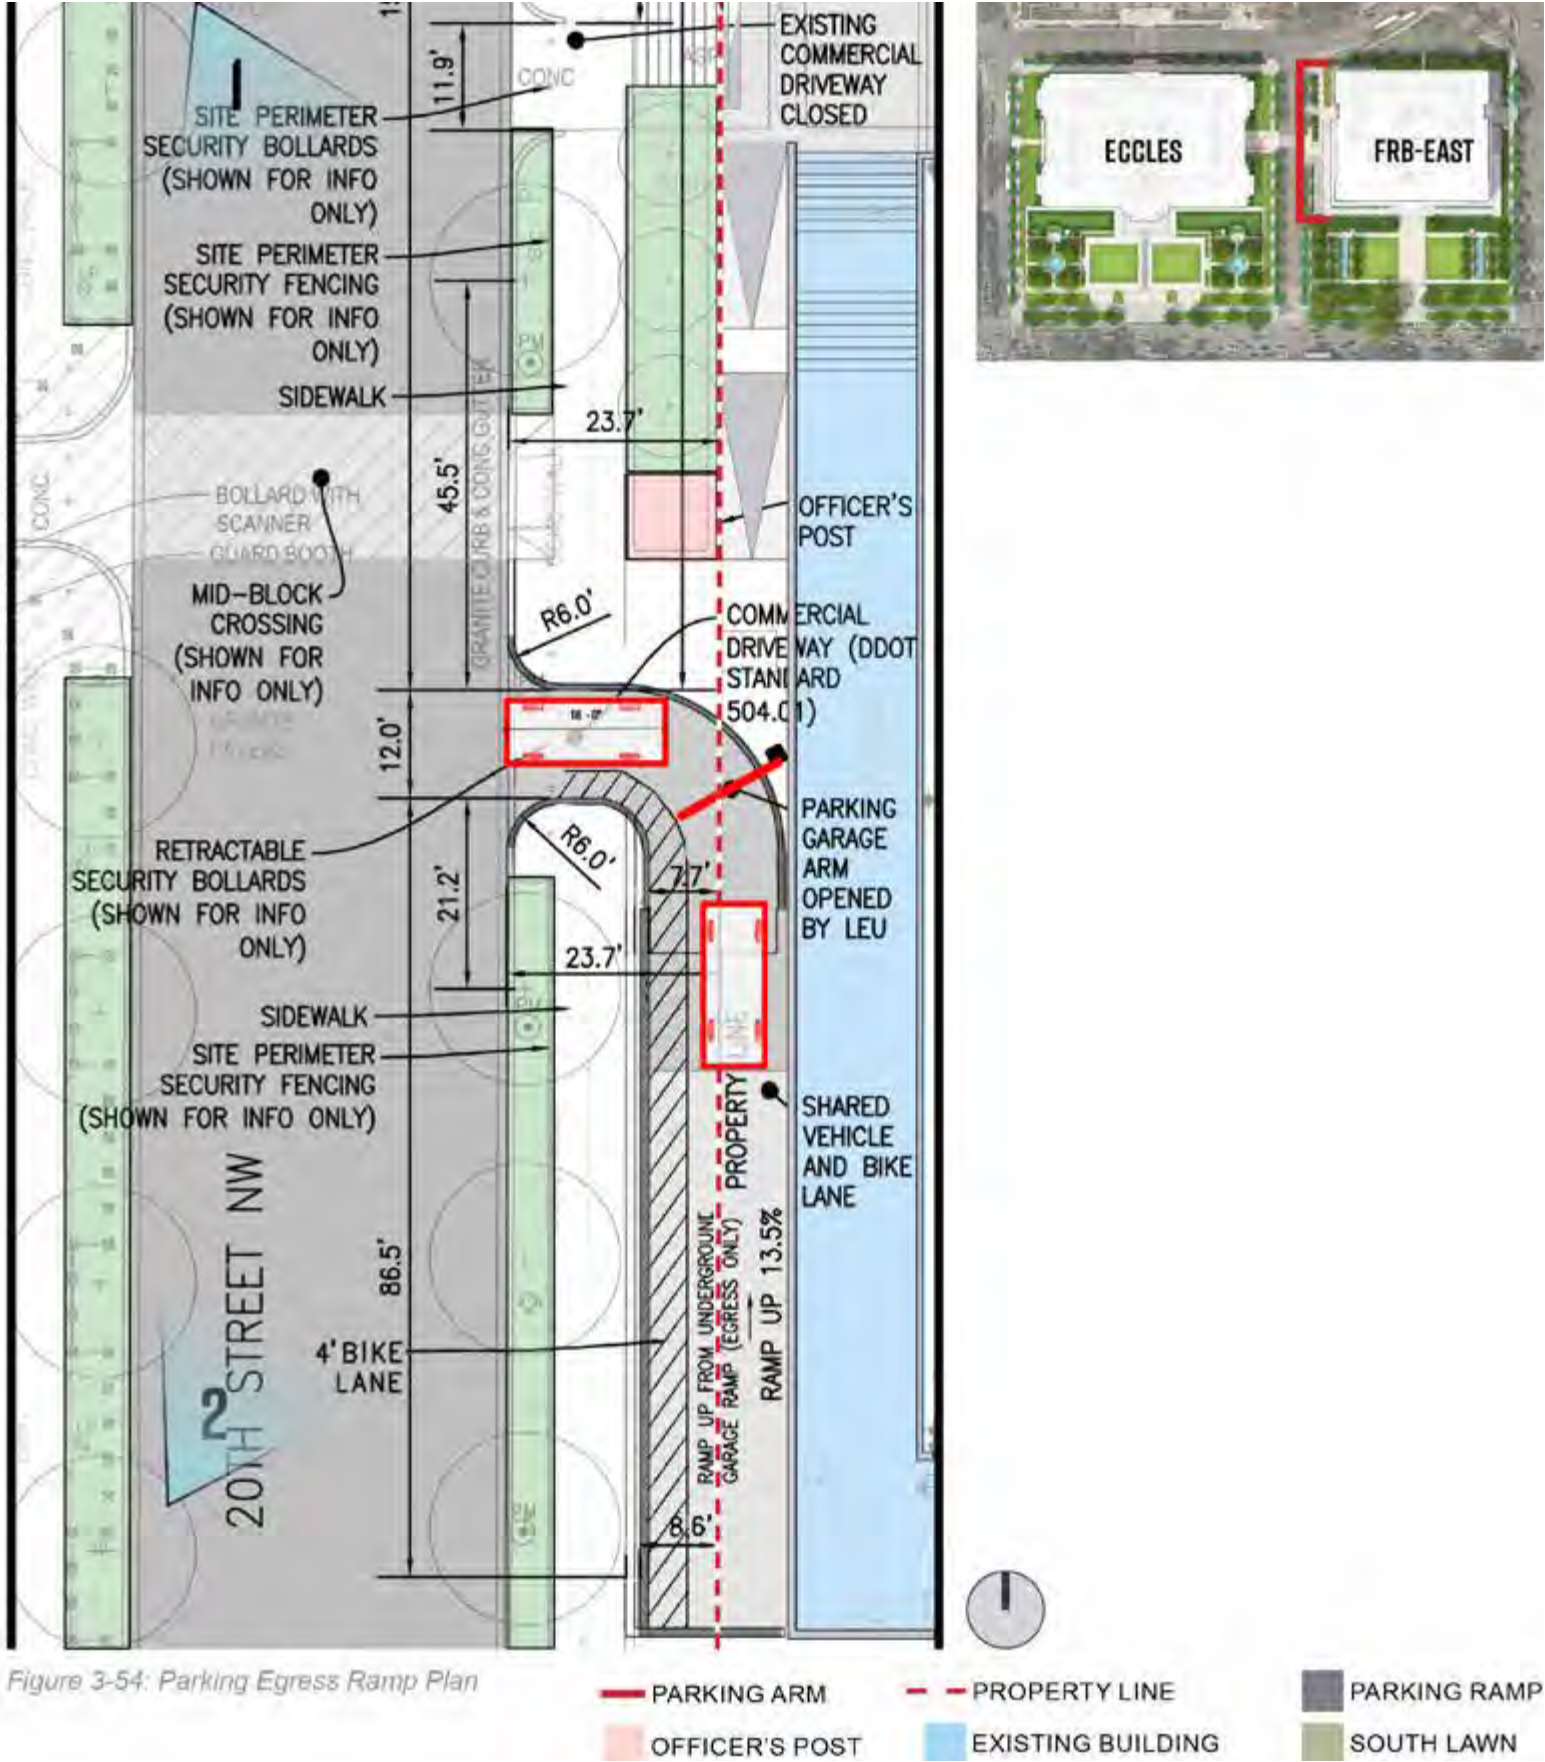 1
SITE PERIMETER
SECURITY BOLLARDS
(SHOWN FOR INFO
ONLY)
SITE PERIMETER
SECURITY FENCING
(SHOWN FOR INFO
ONLY)
SIDEWALK
11.9'
CONC
EXISTING
COMMERCIAL
DRIVEWAY
CLOSED
ECCLES
FRB-EAST
PM
23.7'
45.5'
GRANITE CURB & CONC GUTTER
CONC
BOLLARD WITH
SCANNER
GUARD BOOTH
OFFICER'S
POST
MID-BLOCK
CROSSING
(SHOWN FOR
INFO ONLY)
R6.0'
COMMERCIAL
DRIVEWAY (DDOT
STANDARD
504.01)
12.0'
18'-0"
RETRACTABLE
SECURITY BOLLARDS
(SHOWN FOR INFO
ONLY)
R6.0'
7.7'
PARKING
GARAGE
ARM
OPENED
BY LEU
21.2'
23.7'
SIDEWALK
SITE PERIMETER
SECURITY FENCING
(SHOWN FOR INFO ONLY)
PROPERTY LINE
SHARED
VEHICLE
AND BIKE
LANE
20TH STREET NW
2
86.5'
4' BIKE
LANE
RAMP UP FROM UNDERGROUND
GARAGE RAMP (EGRESS ONLY)
RAMP UP 13.5%
8.6'
Figure 3-54: Parking Egress Ramp Plan
PARKING ARM
PROPERTY LINE
PARKING RAMP
OFFICER'S POST
EXISTING BUILDING
SOUTH LAWN